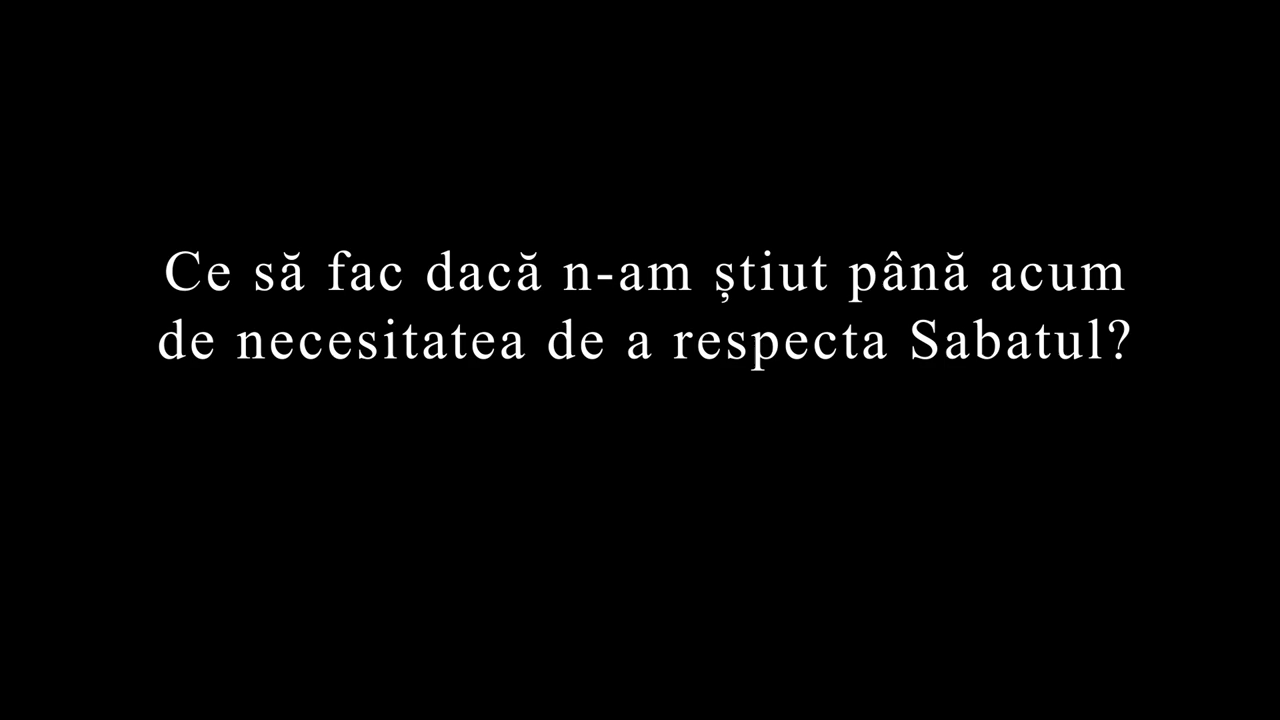 Ce să fac dacă n-am știut până acum
de necesitatea de a respecta Sabatul?